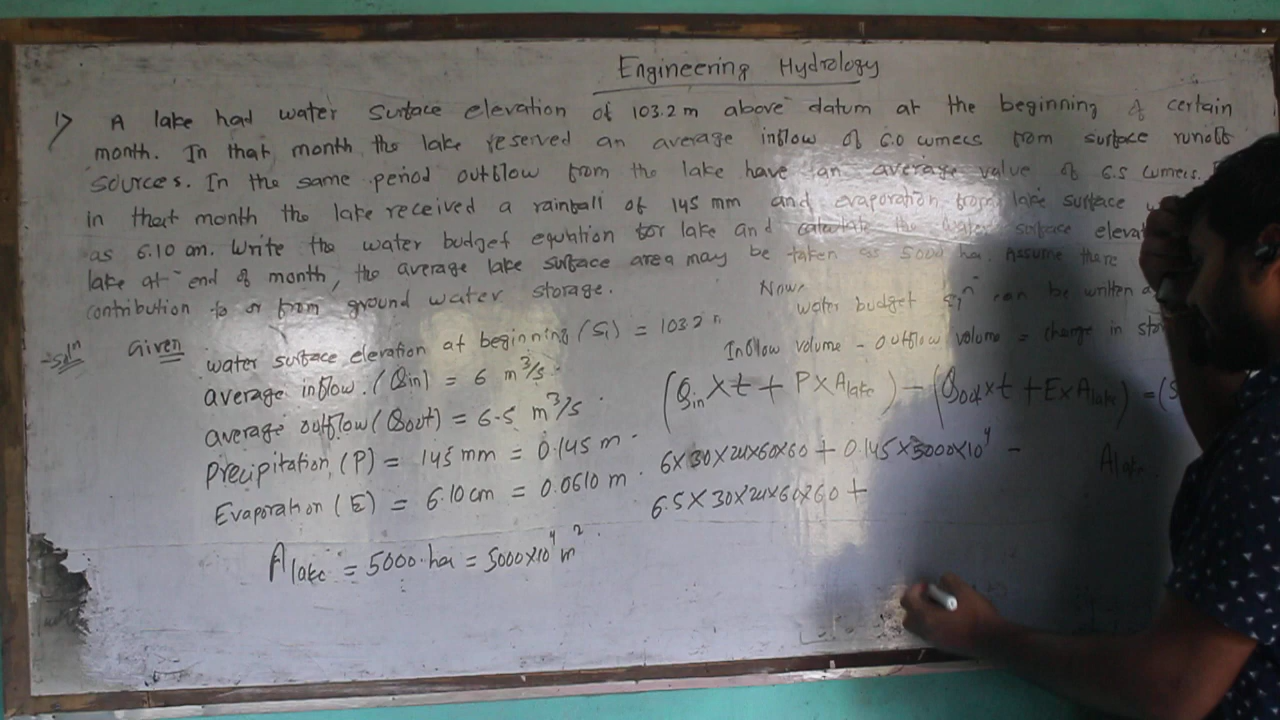 Engineering Hydrology
1> A lake had water surface elevation of 103.2 m above datum at the beginning of certain
month. In that month the lake reserved an average inflow of 6.0 cumecs from surface runoff
sources. In the same period outflow from the lake have an average value of 6.5 cumecs.
in that month the lake received a rainfall of 145 mm and evaporation from lake surface
as 6.10 cm. Write the water budget equation for lake and calculate the water surface
lake at end of month, the average lake surface area may be taken as 5000 ha. Assume there
contribution to or from ground water storage.
Soln Given
water surface elevation at beginning (S1) = 103.2 m
average inflow (Qin) = 6 m³/s.
average outflow (Qout) = 6.5 m³/s.
Precipitation (P) = 145 mm = 0.145 m.
Evaporation (E) = 6.10 cm = 0.0610 m.
Alake = 5000 ha = 5000×10⁴ m²
Now,
water budget eqn can be written
Inflow volume - outflow volume = change in
(Qin × t + P × Alake) - (Qout × t + E × Alake) = (S
Alake
6×30×24×60×60 + 0.145×5000×10⁴ -
6.5×30×24×60×60 +